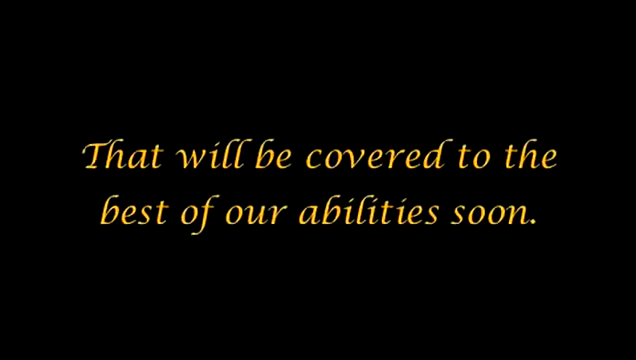 That will be covered to the
best of our abilities soon.